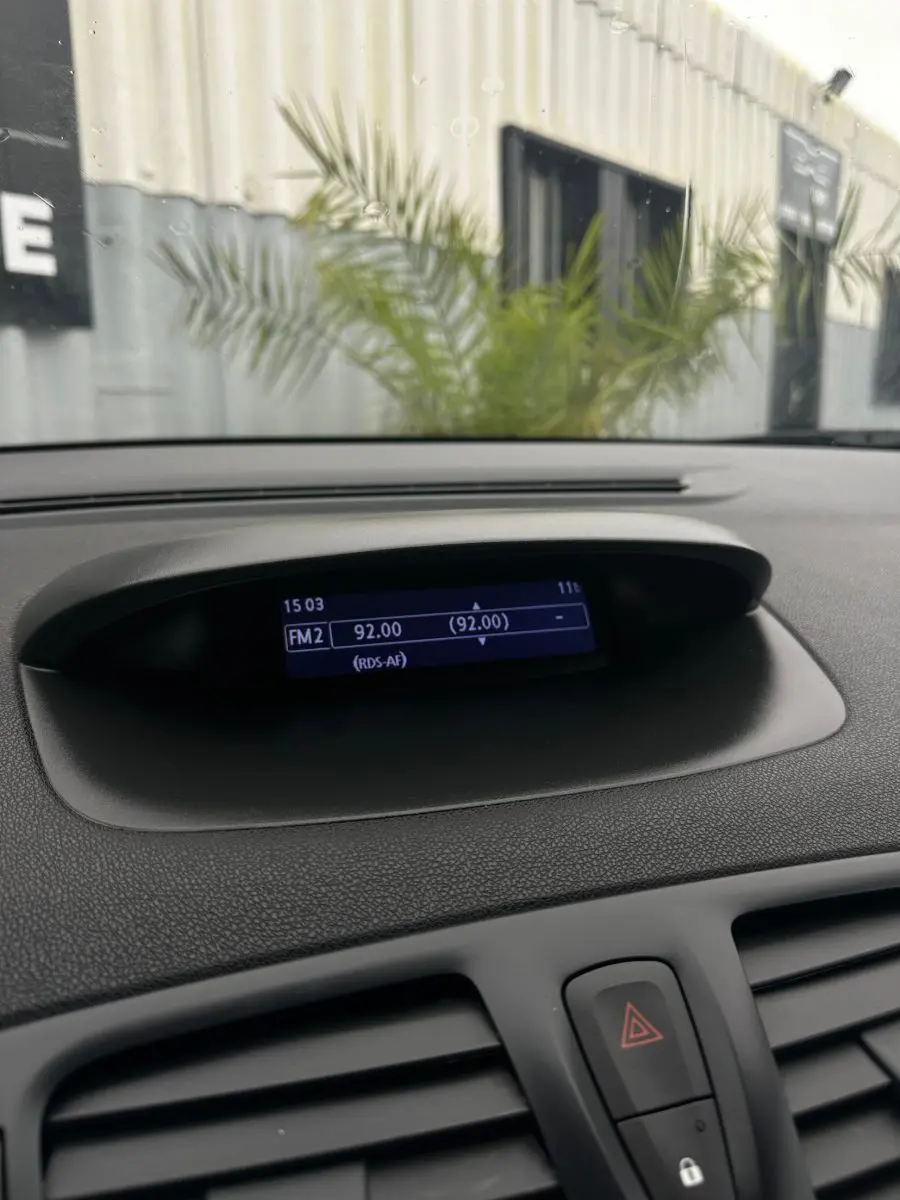 E
15 03
FM2 92.00 (92.00) -
(RDS-AF)